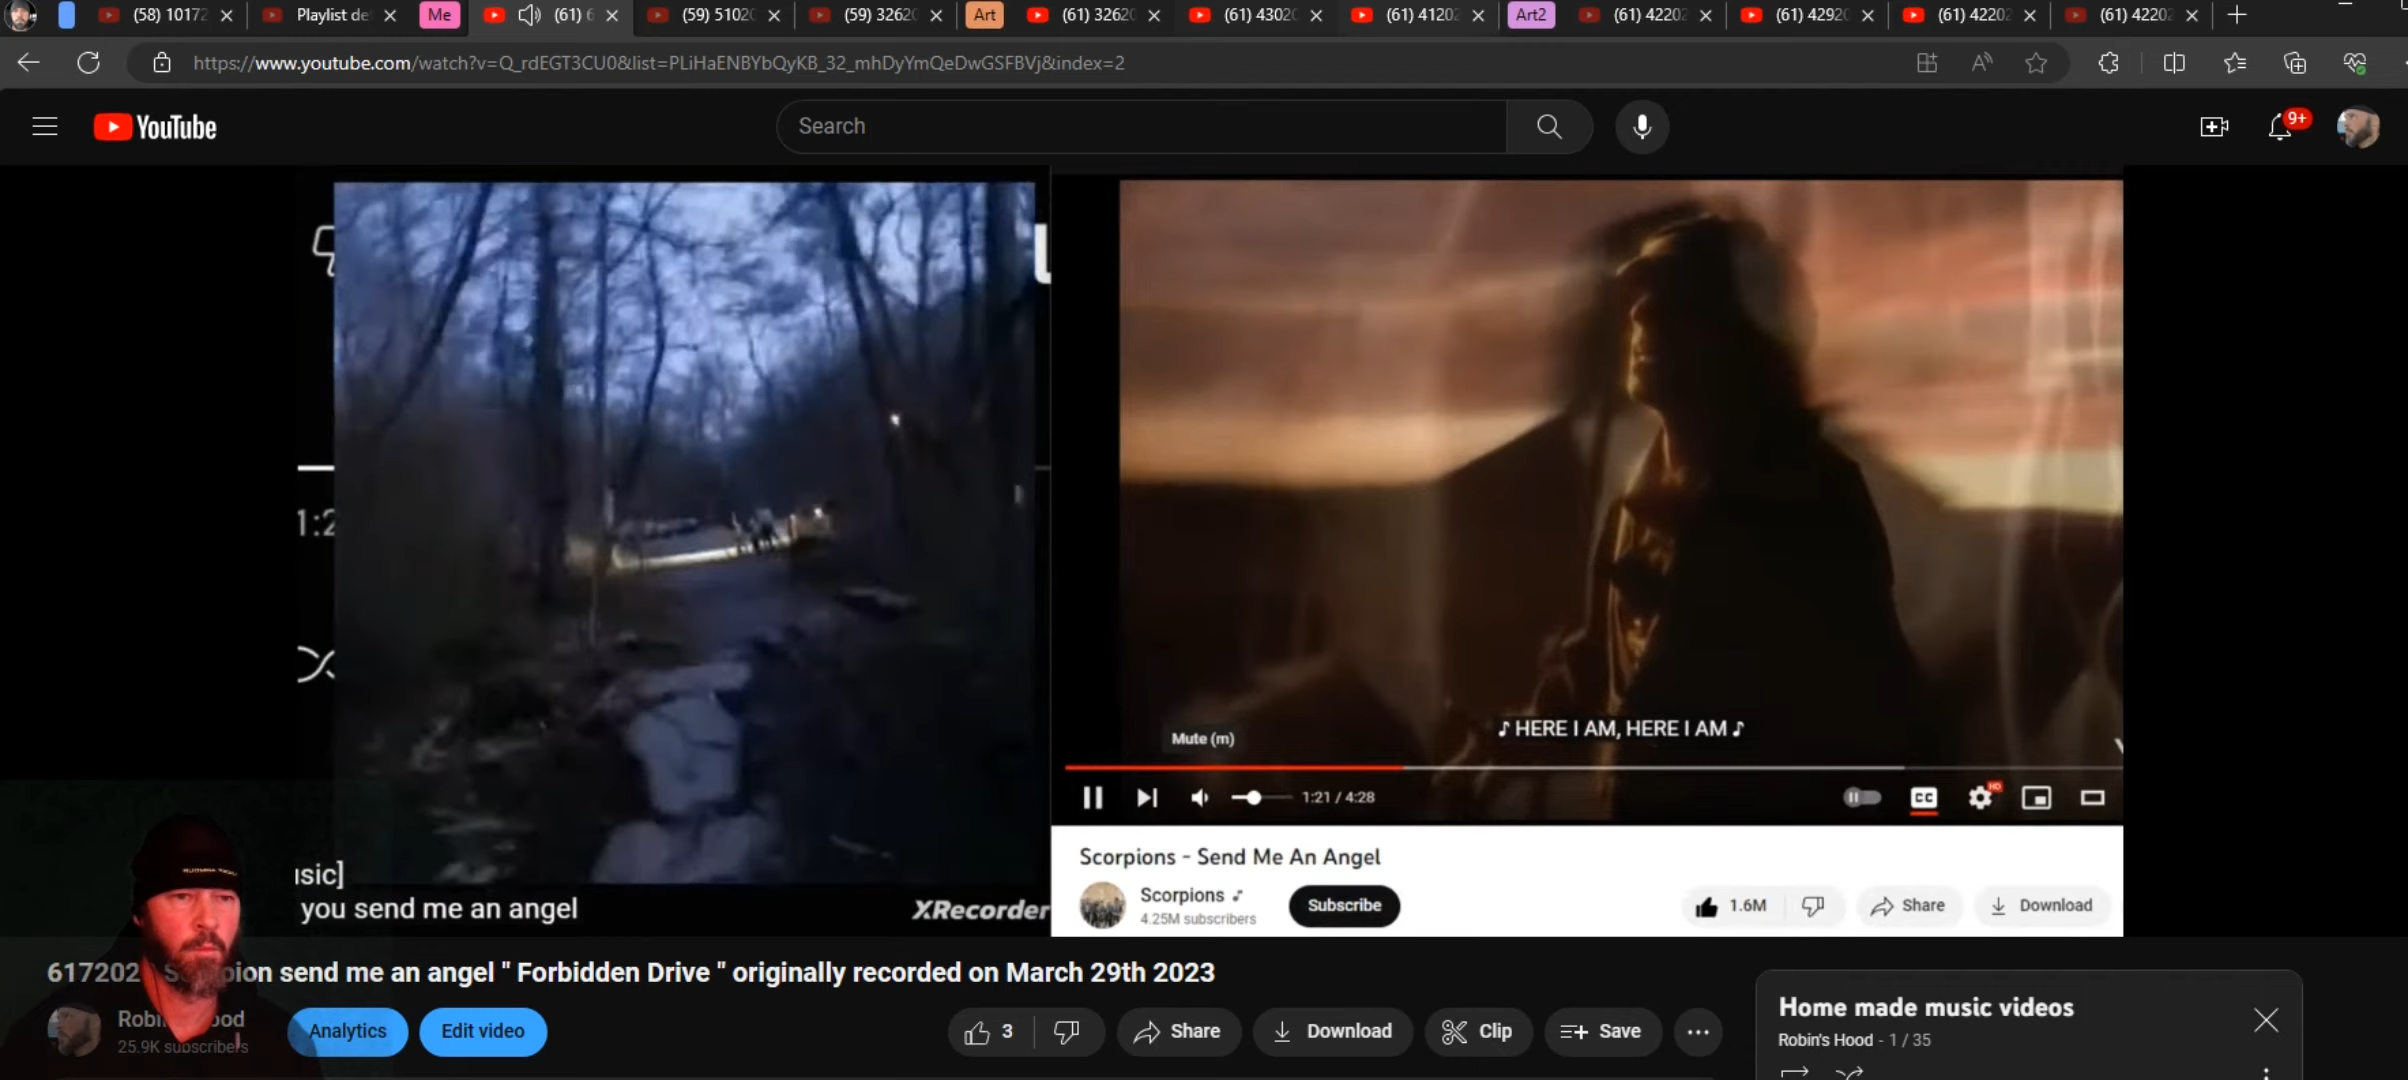 (58) 10172
Playlist de
Me
(61) 6
(59) 5102
(59) 3262
Art
(61) 3262
(61) 4302
(61) 4120
Art2
(61) 4220
(61) 4292
(61) 4220
(61) 4220
https://www.youtube.com/watch?v=Q_rdEGT3CU0&list=PLiHaENBYbQyKB_32_mhDyYmQeDwGSFBVj&index=2
YouTube
Search
9+
1:2
usic]
you send me an angel
XRecorder
♪ HERE I AM, HERE I AM ♪
Mute (m)
1:21 / 4:28
CC
HD
Scorpions - Send Me An Angel
Scorpions
4.25M subscribers
Subscribe
1.6M
Share
Download
617202 send me an angel " Forbidden Drive " originally recorded on March 29th 2023
25.9K subscribers
Analytics
Edit video
3
Share
Download
Clip
Save
Home made music videos
Robin's Hood - 1 / 35